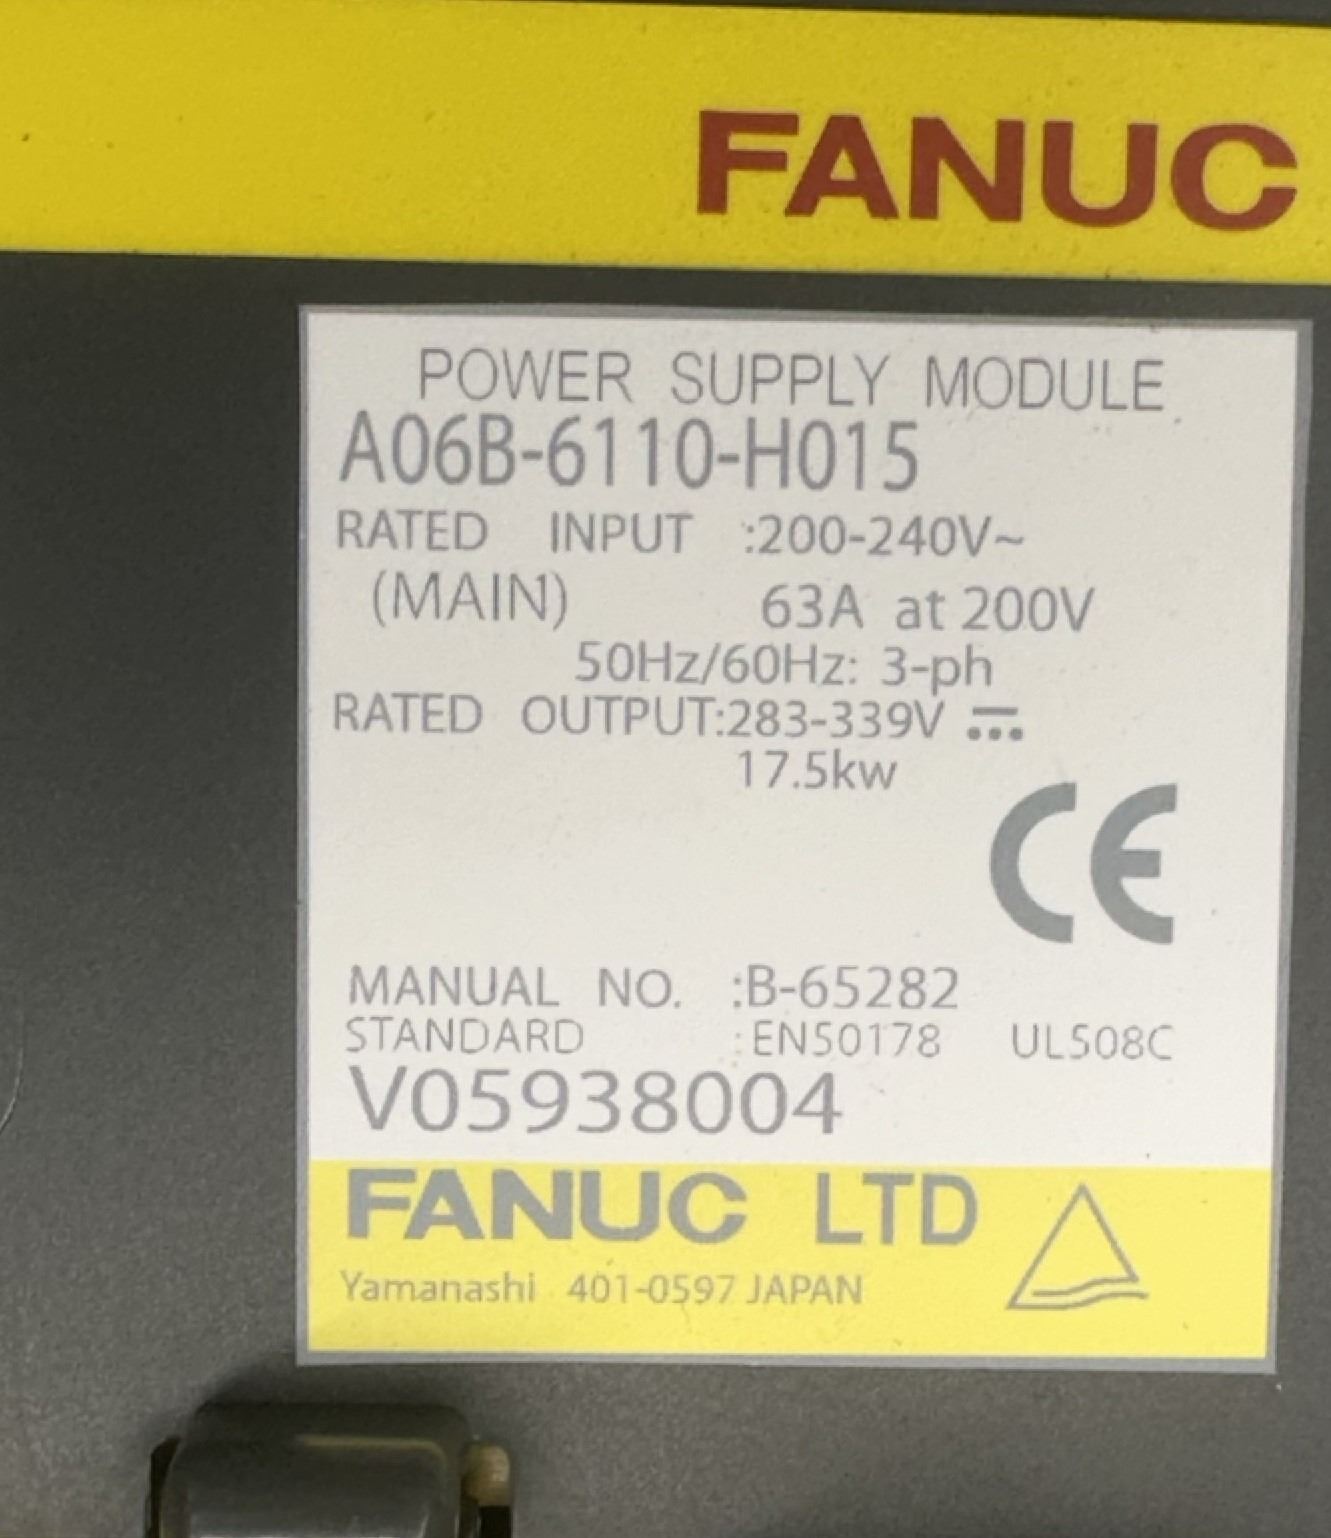 FANUC
POWER SUPPLY MODULE
A06B-6110-H015
RATED INPUT :200-240V~
(MAIN) 63A at 200V
50Hz/60Hz: 3-ph
RATED OUTPUT:283-339V ⎓
17.5kw
CE
MANUAL NO. :B-65282
STANDARD :EN50178 UL508C
V05938004
FANUC LTD
Yamanashi 401-0597 JAPAN